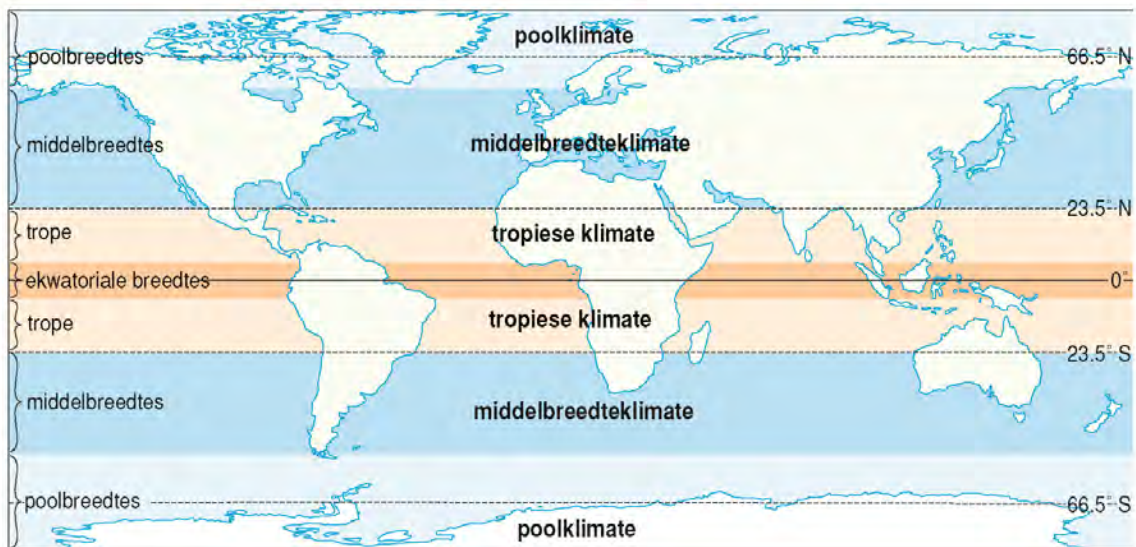 poolklimate
poolbreedtes
66.5° N
middelbreedtes
middelbreedteklimate
23.5° N
trope
tropiese klimate
ekwatoriale breedtes
0°
trope
tropiese klimate
23.5° S
middelbreedtes
middelbreedteklimate
poolbreedtes
66.5° S
poolklimate